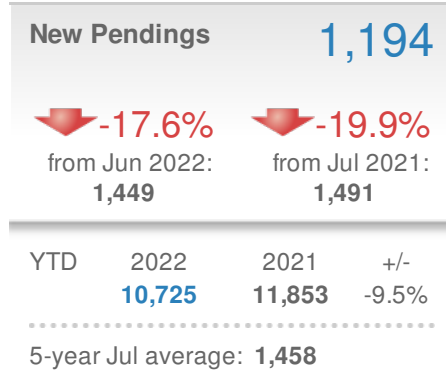 New Pendings 1,194
-17.6% -19.9%
from Jun 2022: from Jul 2021:
1,449 1,491
YTD 2022 2021 +/-
10,725 11,853 -9.5%
5-year Jul average: 1,458